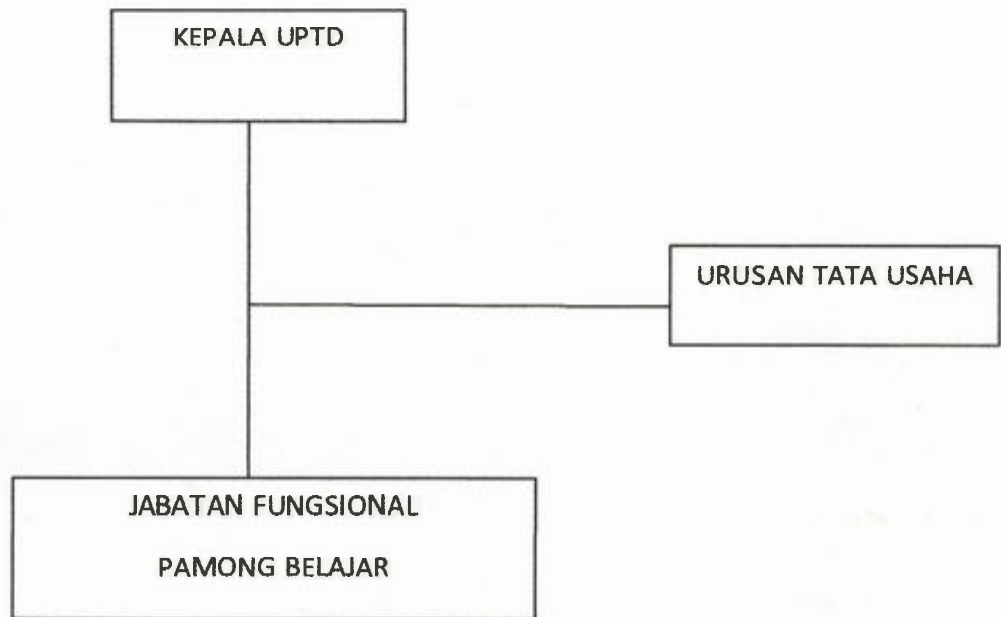 KEPALA UPTD
URUSAN TATA USAHA
JABATAN FUNGSIONAL
PAMONG BELAJAR